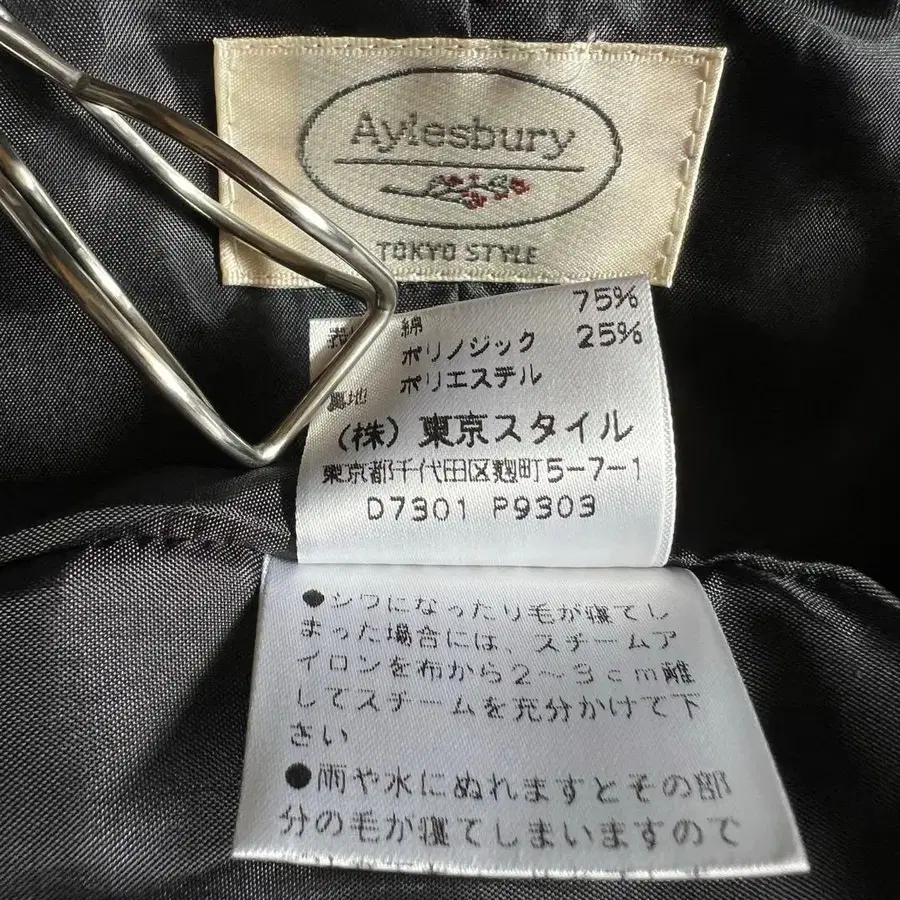 Aylesbury
TOKYO STYLE
綿 75%
ポリノジック 25%
裏地 ポリエステル
(株) 東京スタイル
東京都千代田区麹町5-7-1
D7301 P9303
●シワになったり毛が寝てし
まった場合には、スチームア
イロンを布から2~3cm離
してスチームを充分かけて下
さい
●雨や水にぬれますとその部
分の毛が寝てしまいますので